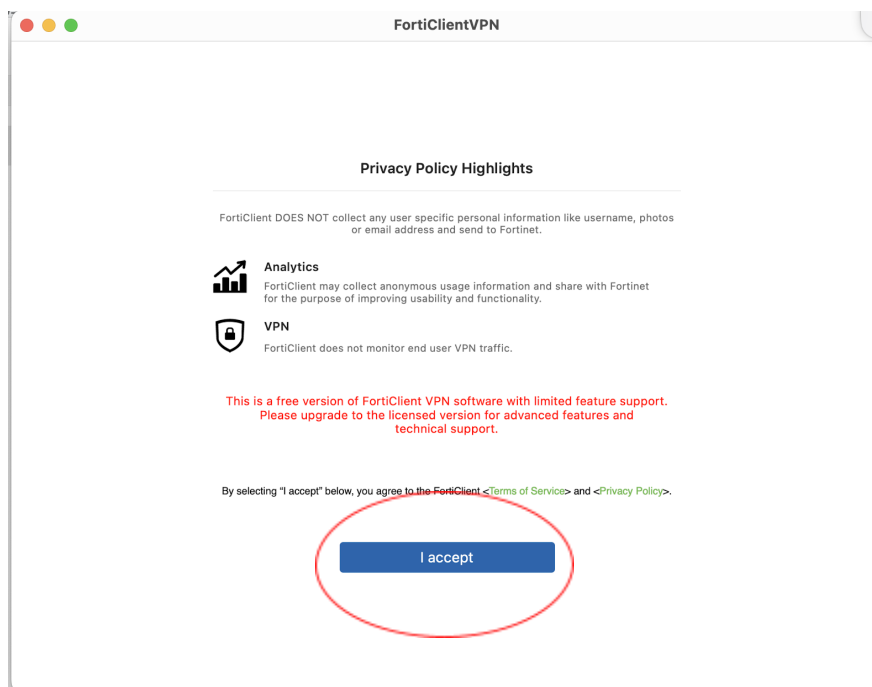 FortiClientVPN
Privacy Policy Highlights
FortiClient DOES NOT collect any user specific personal information like username, photos
or email address and send to Fortinet.
Analytics
FortiClient may collect anonymous usage information and share with Fortinet
for the purpose of improving usability and functionality.
VPN
FortiClient does not monitor end user VPN traffic.
This is a free version of FortiClient VPN software with limited feature support.
Please upgrade to the licensed version for advanced features and
technical support.
By selecting “I accept” below, you agree to the FortiClient <Terms of Service> and <Privacy Policy>.
I accept